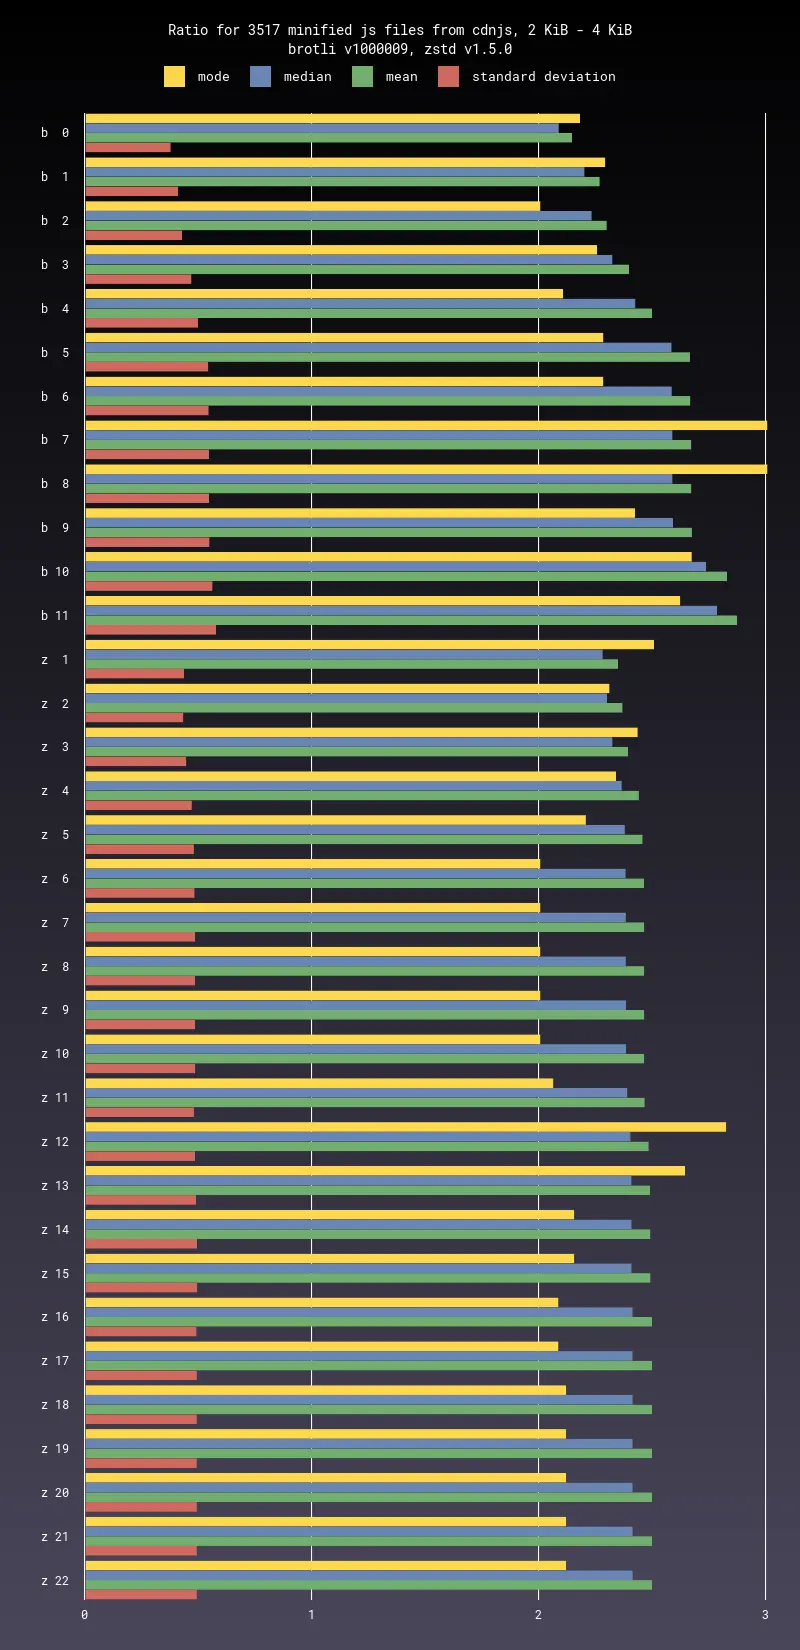 Ratio for 3517 minified js files from cdnjs, 2 KiB - 4 KiB
brotli v1000009, zstd v1.5.0
mode median mean standard deviation
b 0
b 1
b 2
b 3
b 4
b 5
b 6
b 7
b 8
b 9
b 10
b 11
z 1
z 2
z 3
z 4
z 5
z 6
z 7
z 8
z 9
z 10
z 11
z 12
z 13
z 14
z 15
z 16
z 17
z 18
z 19
z 20
z 21
z 22
0 1 2 3